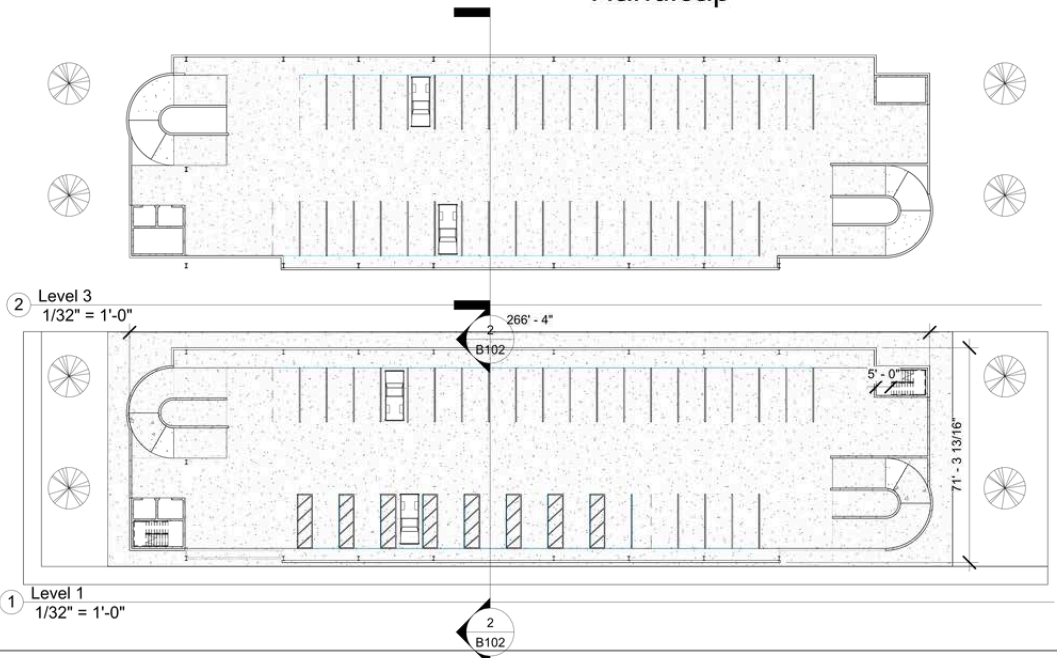 Handicap
2 Level 3
1/32" = 1'-0"
266' - 4"
2
B102
5' - 0"
71' - 3 13/16"
1 Level 1
1/32" = 1'-0"
2
B102